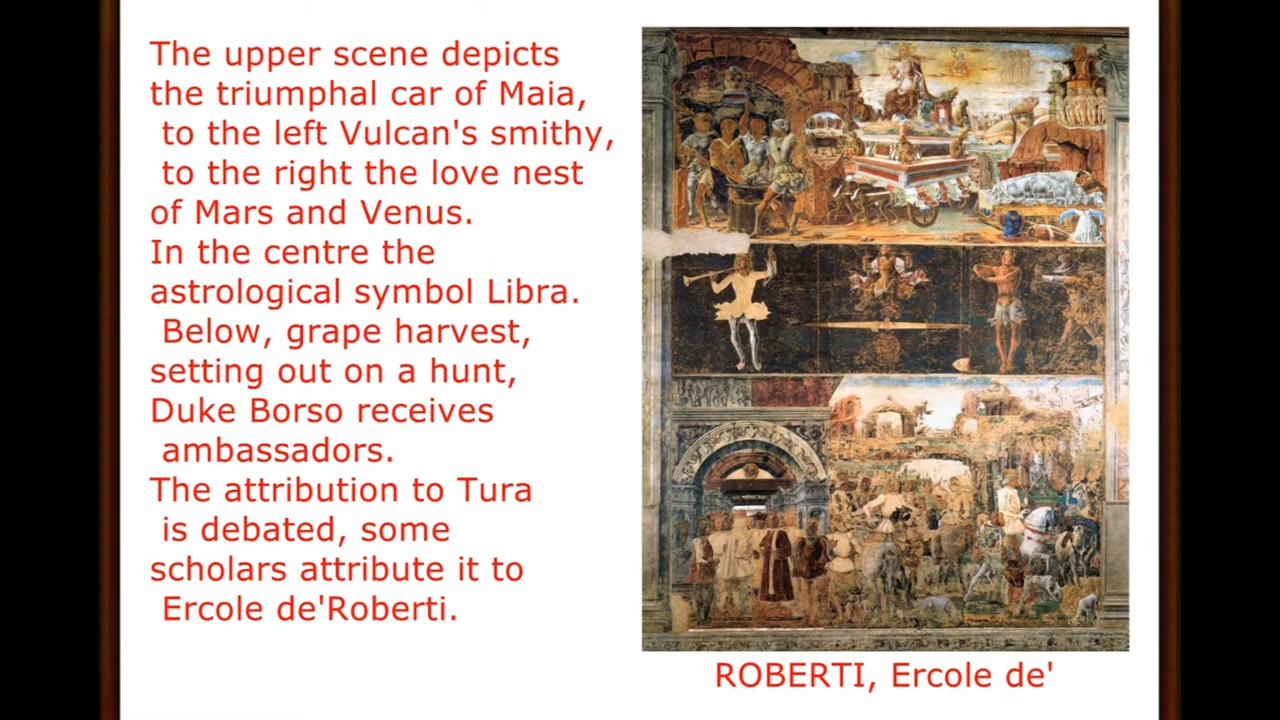 The upper scene depicts
the triumphal car of Maia,
to the left Vulcan's smithy,
to the right the love nest
of Mars and Venus.
In the centre the
astrological symbol Libra.
Below, grape harvest,
setting out on a hunt,
Duke Borso receives
ambassadors.
The attribution to Tura
is debated, some
scholars attribute it to
Ercole de'Roberti.
ROBERTI, Ercole de'